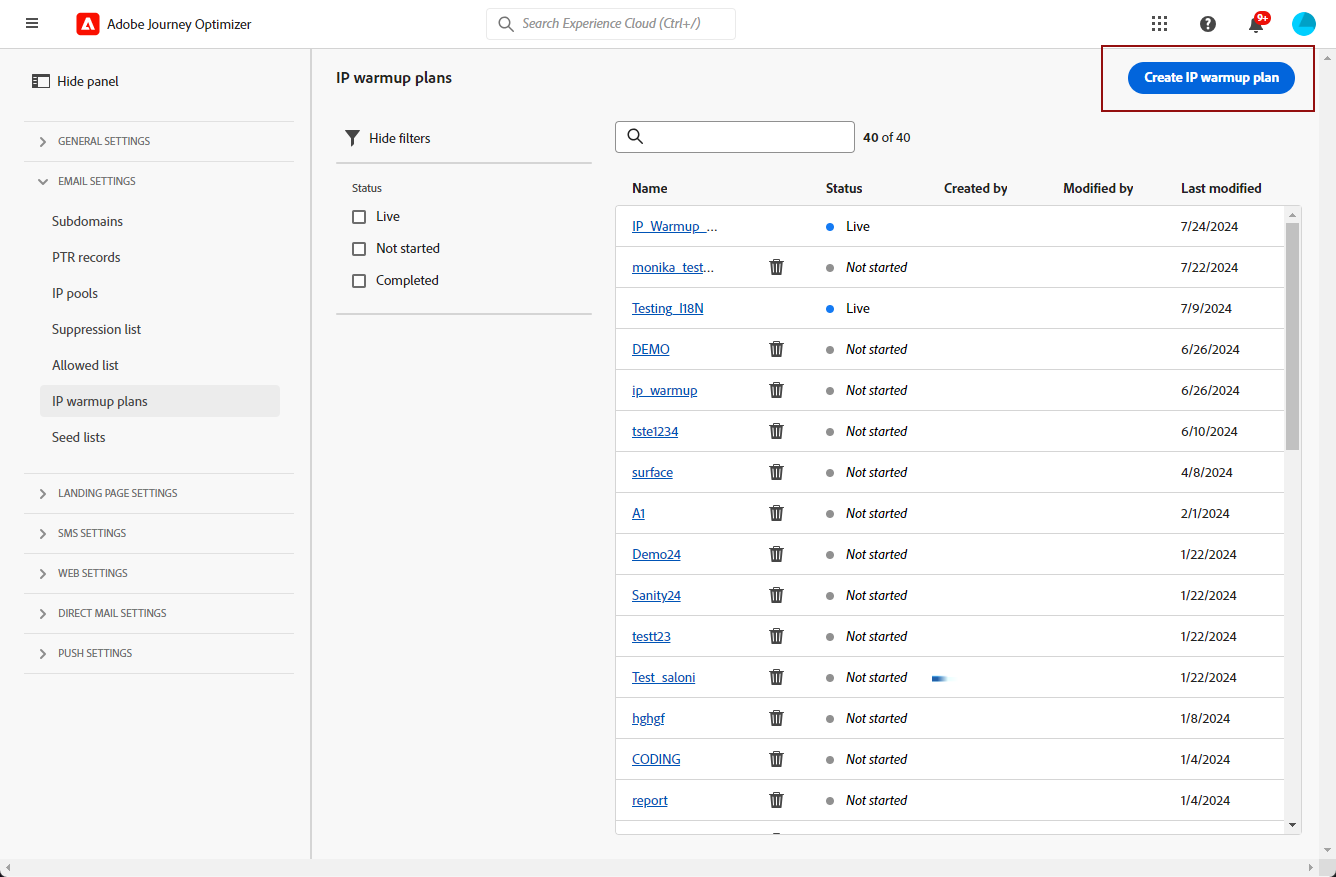 Adobe Journey Optimizer
Search Experience Cloud (Ctrl+/)
9+
Hide panel
GENERAL SETTINGS
EMAIL SETTINGS
Subdomains
PTR records
IP pools
Suppression list
Allowed list
IP warmup plans
Seed lists
LANDING PAGE SETTINGS
SMS SETTINGS
WEB SETTINGS
DIRECT MAIL SETTINGS
PUSH SETTINGS
IP warmup plans
Create IP warmup plan
Hide filters
Status
Live
Not started
Completed
40 of 40
Name Status Created by Modified by Last modified
IP_Warmup_... Live 7/24/2024
monika_test... Not started 7/22/2024
Testing_I18N Live 7/9/2024
DEMO Not started 6/26/2024
ip_warmup Not started 6/26/2024
tste1234 Not started 6/10/2024
surface Not started 4/8/2024
A1 Not started 2/1/2024
Demo24 Not started 1/22/2024
Sanity24 Not started 1/22/2024
testt23 Not started 1/22/2024
Test_saloni Not started 1/22/2024
hghgf Not started 1/8/2024
CODING Not started 1/4/2024
report Not started 1/4/2024